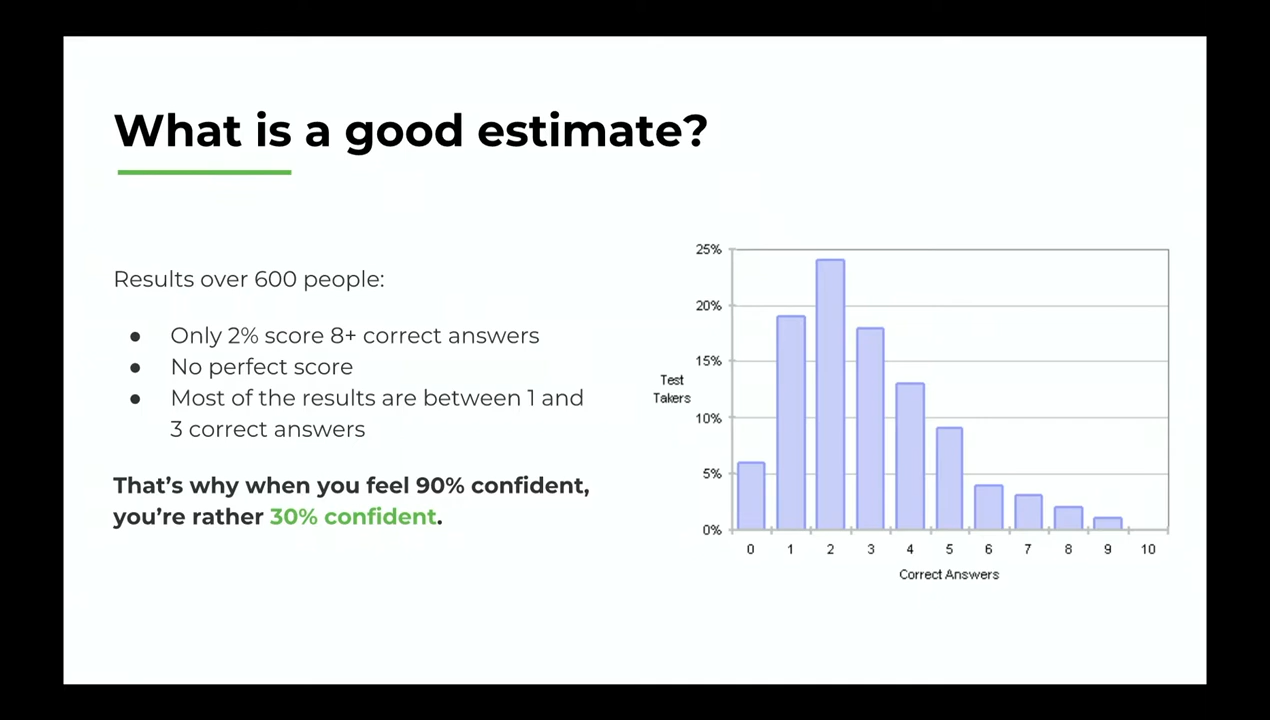 What is a good estimate?
Results over 600 people:
● Only 2% score 8+ correct answers
● No perfect score
● Most of the results are between 1 and
3 correct answers
That's why when you feel 90% confident,
you're rather 30% confident.
25%
20%
15%
10%
5%
0%
Test
Takers
0 1 2 3 4 5 6 7 8 9 10
Correct Answers